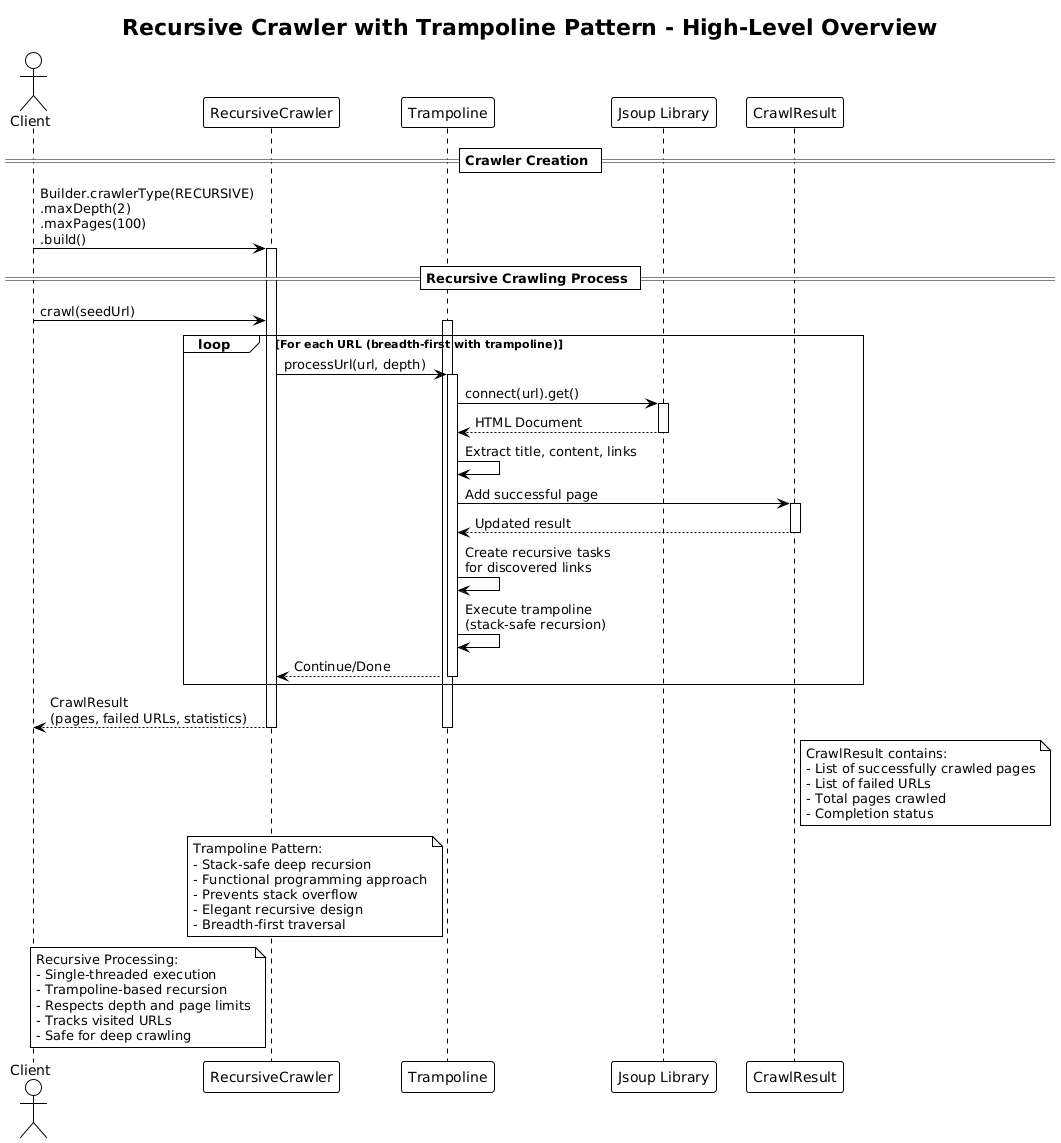 Recursive Crawler with Trampoline Pattern - High-Level Overview
Client
RecursiveCrawler
Trampoline
Jsoup Library
CrawlResult
Crawler Creation
Builder.crawlerType(RECURSIVE)
.maxDepth(2)
.maxPages(100)
.build()
Recursive Crawling Process
crawl(seedUrl)
loop
[For each URL (breadth-first with trampoline)]
processUrl(url, depth)
connect(url).get()
HTML Document
Extract title, content, links
Add successful page
Updated result
Create recursive tasks
for discovered links
Execute trampoline
(stack-safe recursion)
Continue/Done
CrawlResult
(pages, failed URLs, statistics)
CrawlResult contains:
- List of successfully crawled pages
- List of failed URLs
- Total pages crawled
- Completion status
Trampoline Pattern:
- Stack-safe deep recursion
- Functional programming approach
- Prevents stack overflow
- Elegant recursive design
- Breadth-first traversal
Recursive Processing:
- Single-threaded execution
- Trampoline-based recursion
- Respects depth and page limits
- Tracks visited URLs
- Safe for deep crawling
Client
RecursiveCrawler
Trampoline
Jsoup Library
CrawlResult